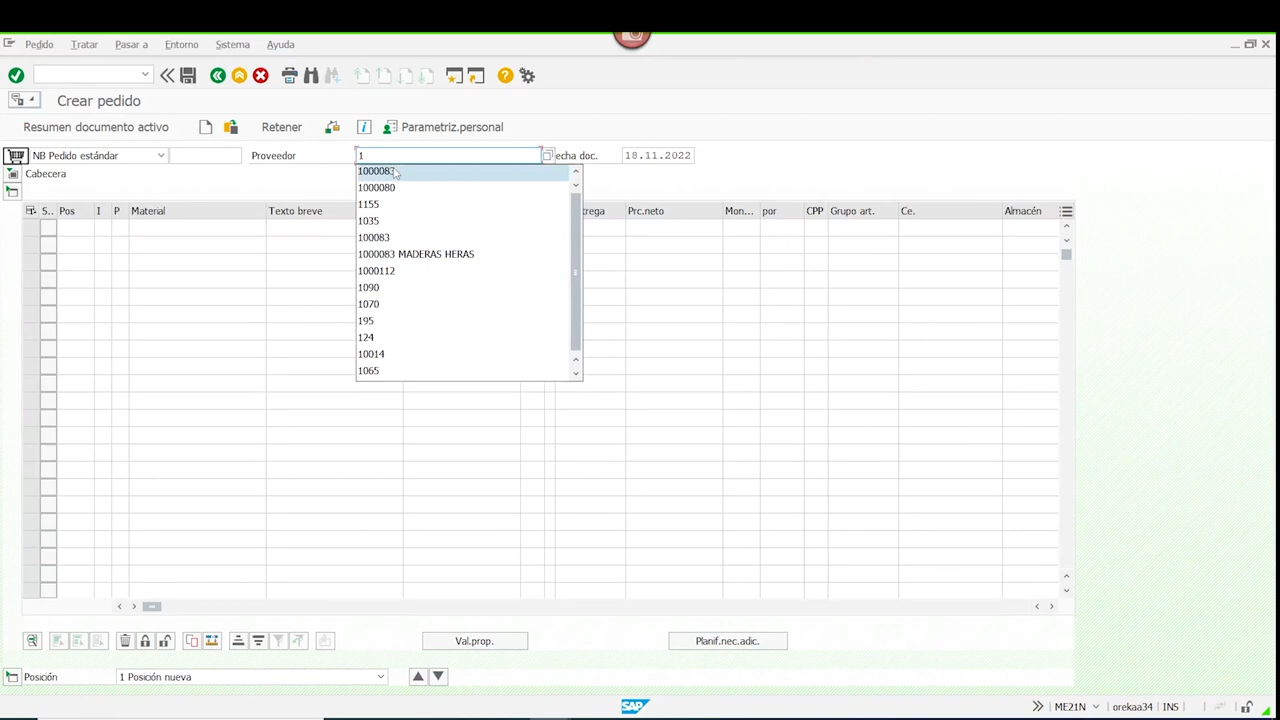 Pedido Tratar Pasar a Entorno Sistema Ayuda
Crear pedido
Resumen documento activo Retener Parametriz.personal
NB Pedido estándar Proveedor 1 echa doc. 18.11.2022
Cabecera
1000083
1000080
1155
1035
100083
1000083 MADERAS HERAS
1000112
1090
1070
195
124
10014
1065
S.. Pos I P Material Texto breve trega Prc.neto Mon... por CPP Grupo art. Ce. Almacén
Val.prop. Planif.nec.adic.
Posición 1 Posición nueva
SAP ME21N orekaa34 INS